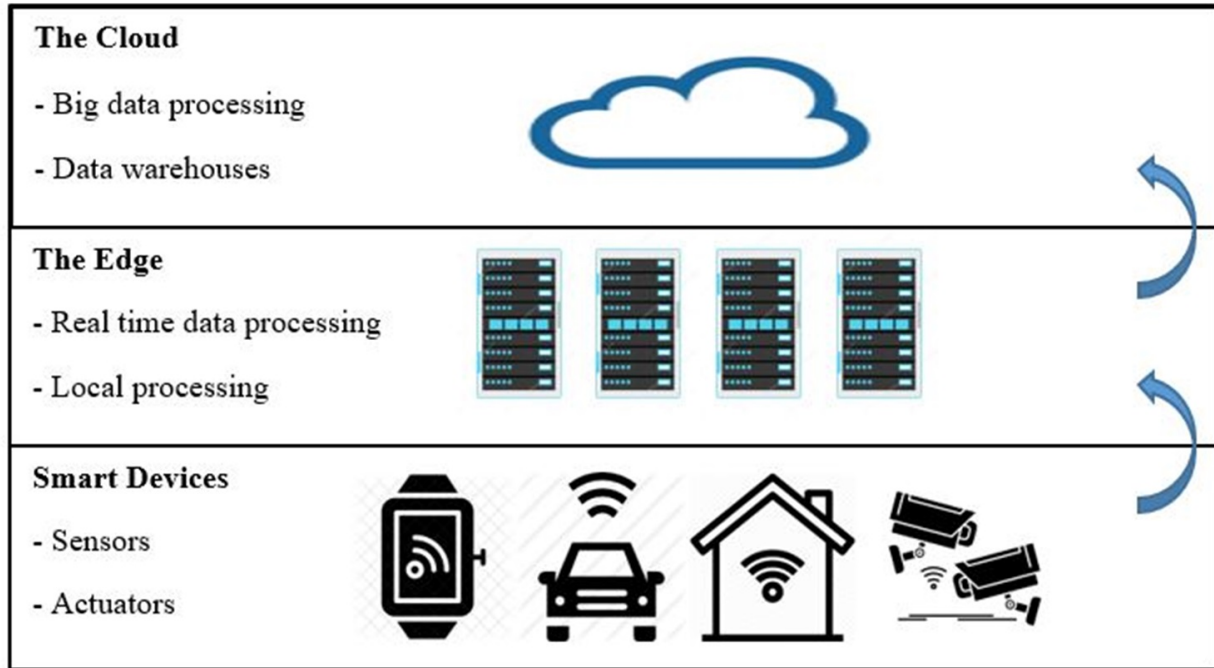 The Cloud
- Big data processing
- Data warehouses
The Edge
- Real time data processing
- Local processing
Smart Devices
- Sensors
- Actuators